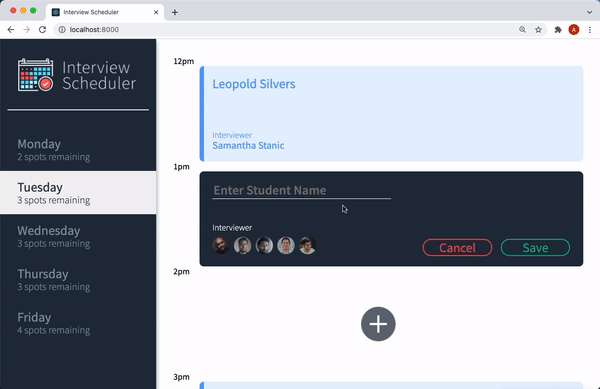 Interview Scheduler
localhost:8000
A
Interview
Scheduler
Monday
2 spots remaining
Tuesday
3 spots remaining
Wednesday
3 spots remaining
Thursday
3 spots remaining
Friday
4 spots remaining
12pm
Leopold Silvers
Interviewer
Samantha Stanic
1pm
Enter Student Name
Interviewer
Cancel
Save
2pm
3pm